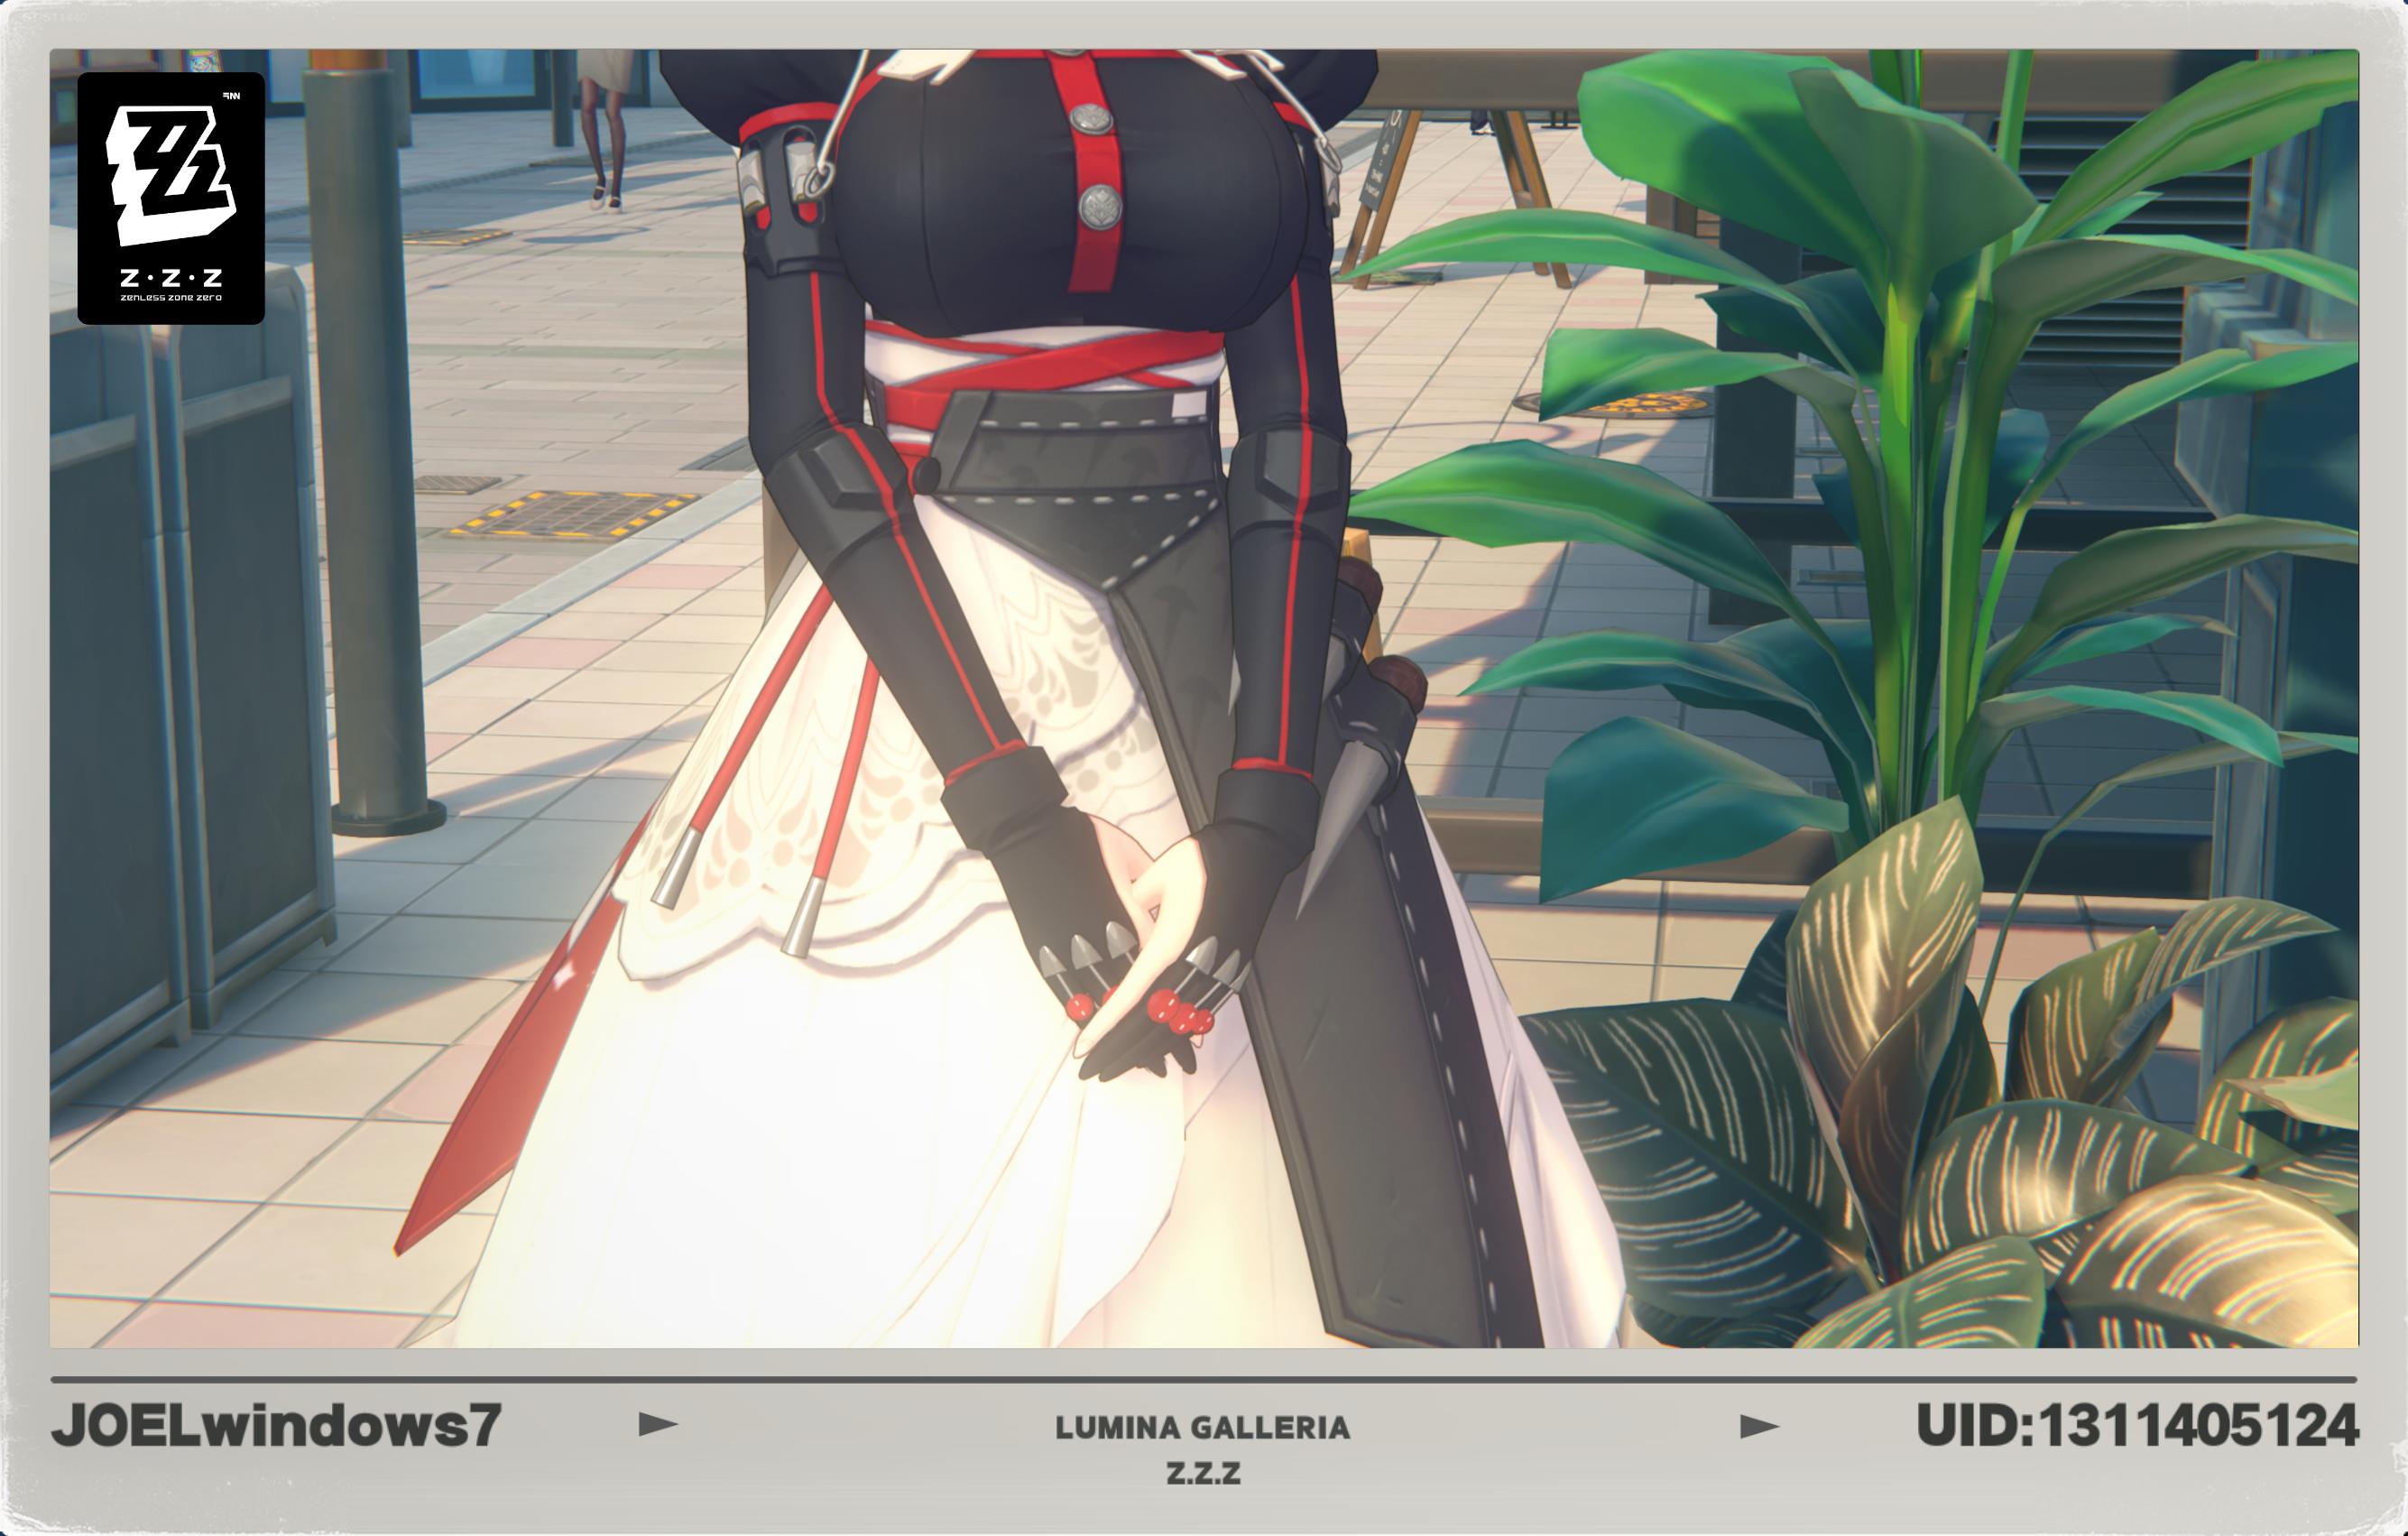 Z·Z·Z
ZENLESS ZONE ZERO
JOELwindows7
LUMINA GALLERIA
UID:1311405124
Z.Z.Z